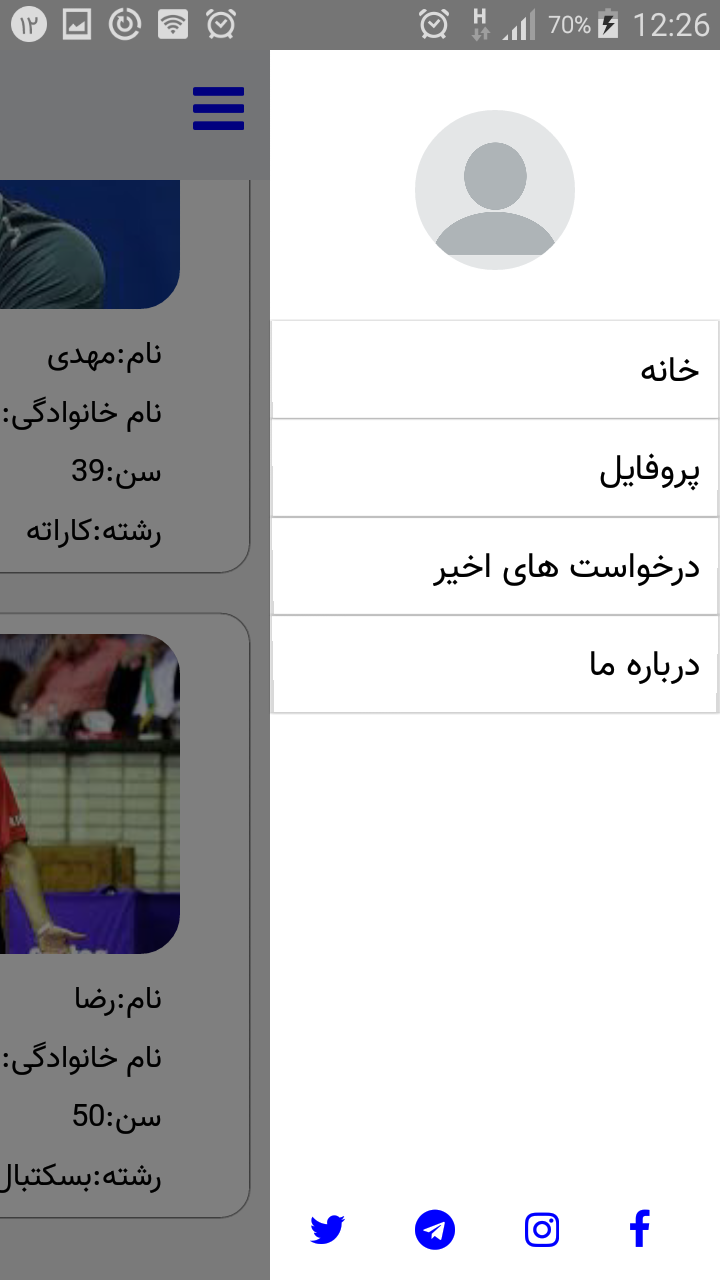 ۱۲ 70% 12:26
H
خانه
پروفایل
درخواست های اخیر
درباره ما
نام:مهدی
نام خانوادگی:
سن:39
رشته:کاراته
نام:رضا
نام خانوادگی:
سن:50
رشته:بسکتبال